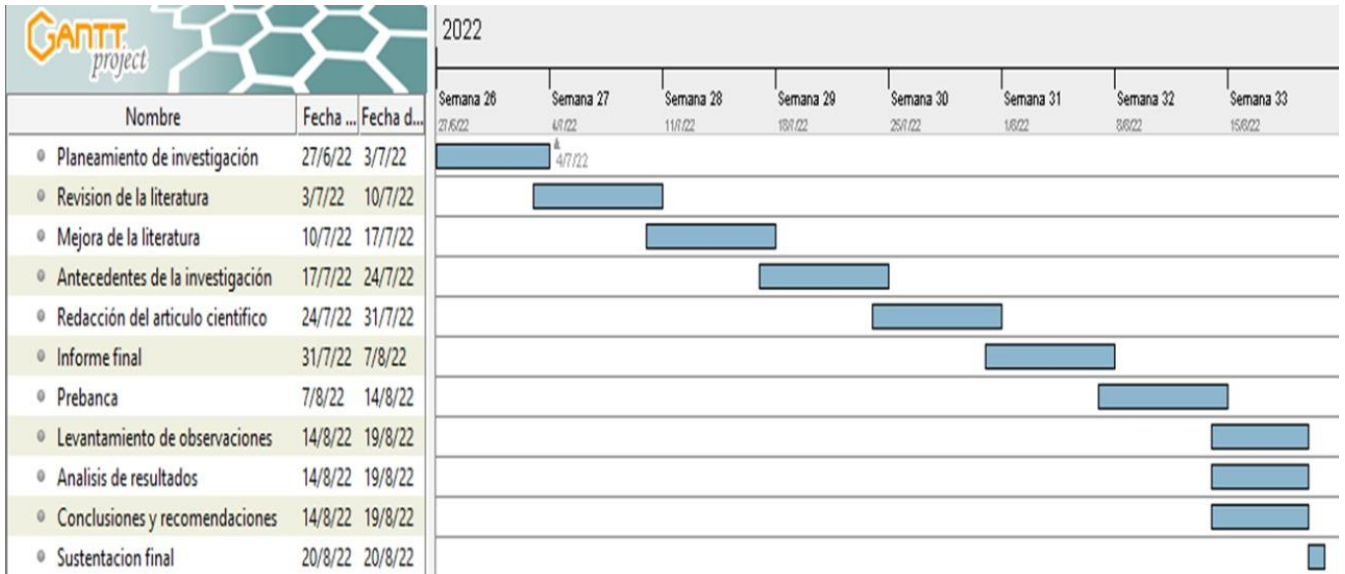 GANTT
project
2022
Semana 26 Semana 27 Semana 28 Semana 29 Semana 30 Semana 31 Semana 32 Semana 33
27/6/22 4/7/22 11/7/22 18/7/22 25/7/22 1/8/22 8/8/22 15/8/22
Nombre Fecha ... Fecha d...
Planeamiento de investigación 27/6/22 3/7/22
4/7/22
Revision de la literatura 3/7/22 10/7/22
Mejora de la literatura 10/7/22 17/7/22
Antecedentes de la investigación 17/7/22 24/7/22
Redacción del articulo científico 24/7/22 31/7/22
Informe final 31/7/22 7/8/22
Prebanca 7/8/22 14/8/22
Levantamiento de observaciones 14/8/22 19/8/22
Analisis de resultados 14/8/22 19/8/22
Conclusiones y recomendaciones 14/8/22 19/8/22
Sustentacion final 20/8/22 20/8/22